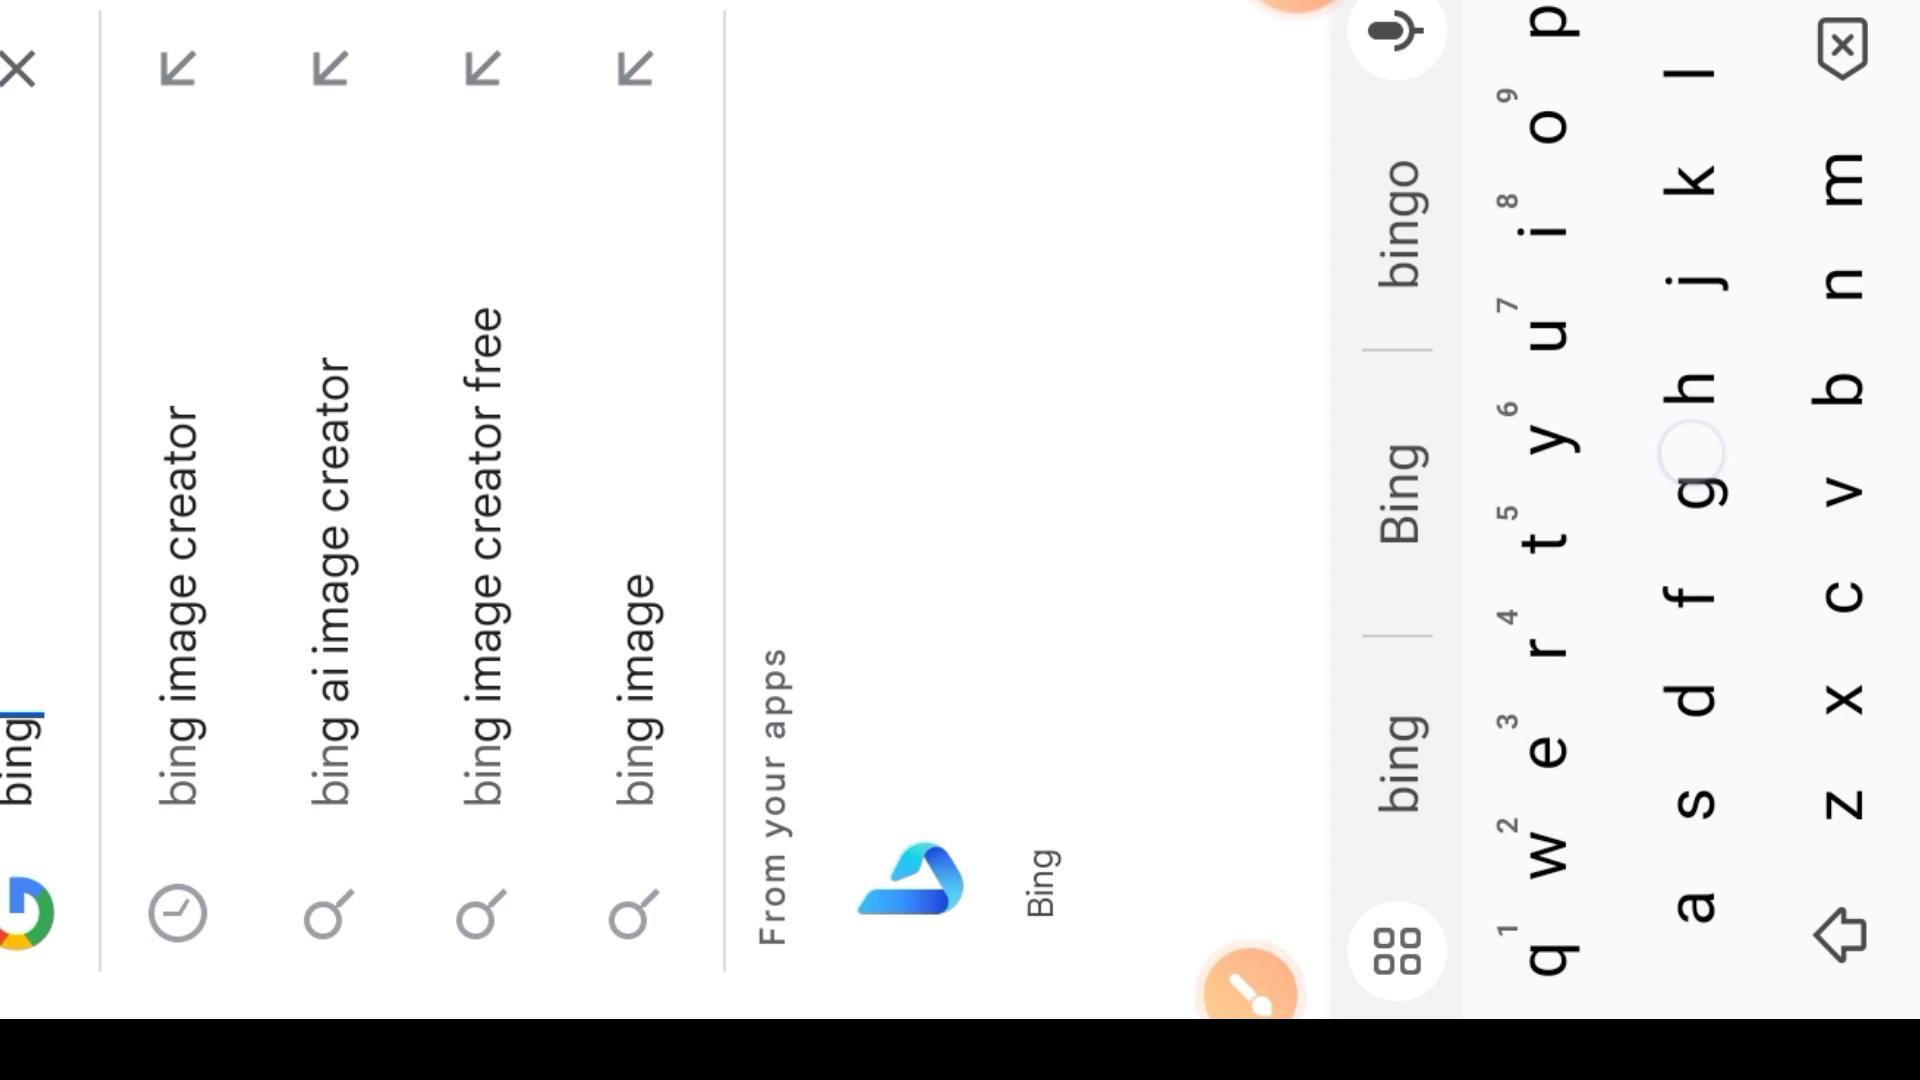 bing
bing image creator
bing ai image creator
bing image creator free
bing image
From your apps
Bing
bing Bing bingo
1 2 3 4 5 6 7 8 9
q w e r t y u i o p
a s d f g h j k l
z x c v b n m